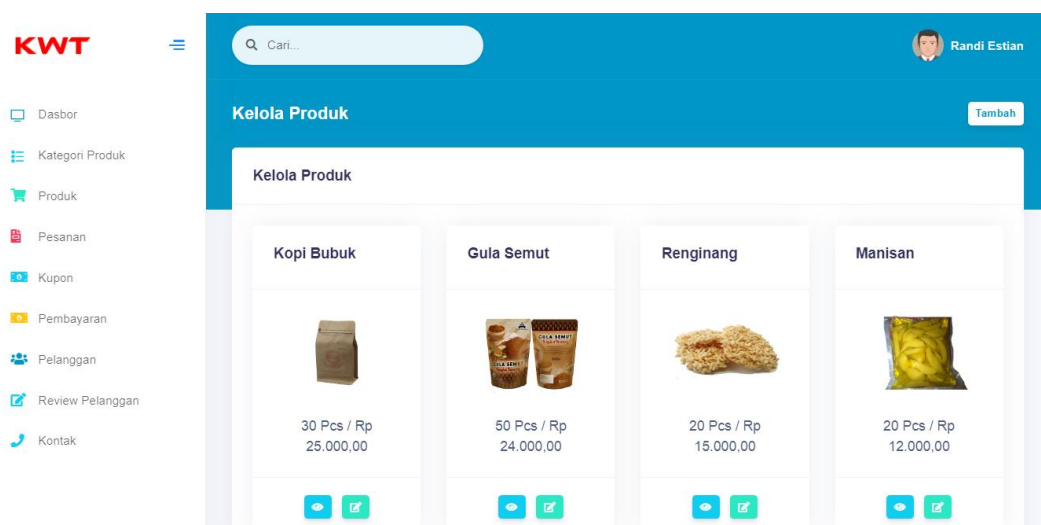 KWT
Cari...
Randi Estian
Dasbor
Kategori Produk
Produk
Pesanan
Kupon
Pembayaran
Pelanggan
Review Pelanggan
Kontak
Kelola Produk
Tambah
Kelola Produk
Kopi Bubuk
30 Pcs / Rp
25.000,00
Gula Semut
GULA SEMUT
50 Pcs / Rp
24.000,00
Renginang
20 Pcs / Rp
15.000,00
Manisan
20 Pcs / Rp
12.000,00